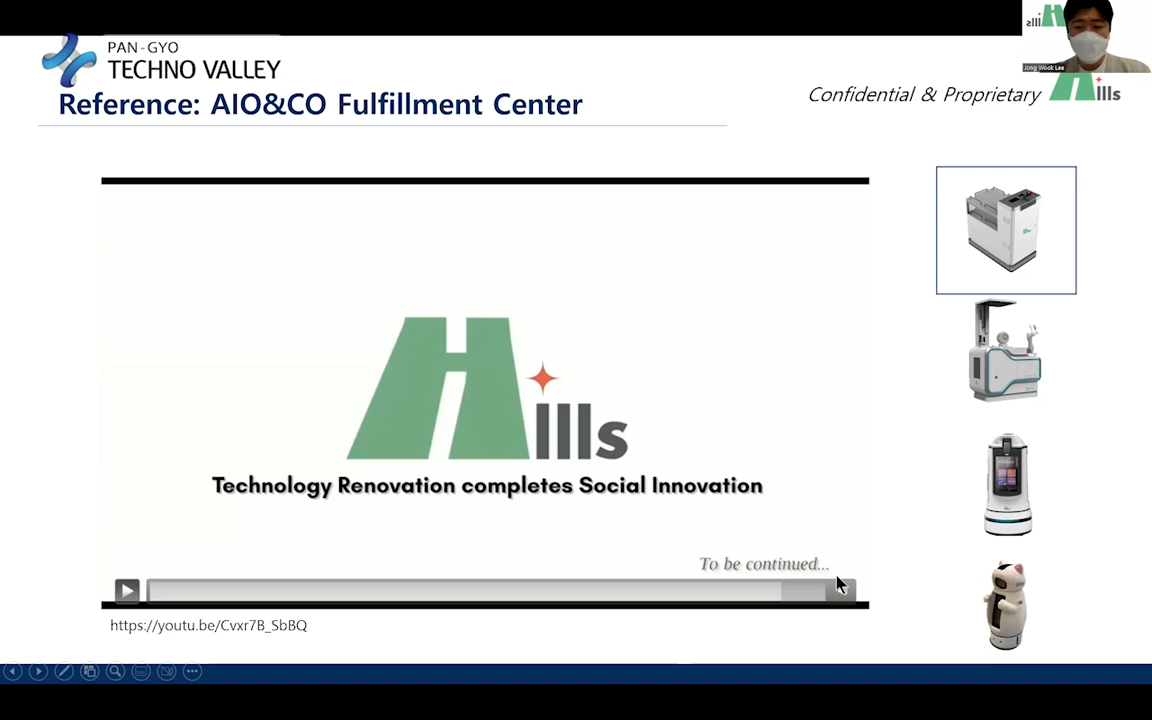 PAN-GYO
TECHNO VALLEY
Reference: AIO&CO Fulfillment Center
Confidential & Proprietary
Hills
Jong Wook Lee
Hills
Technology Renovation completes Social Innovation
To be continued...
https://youtu.be/Cvxr7B_SbBQ